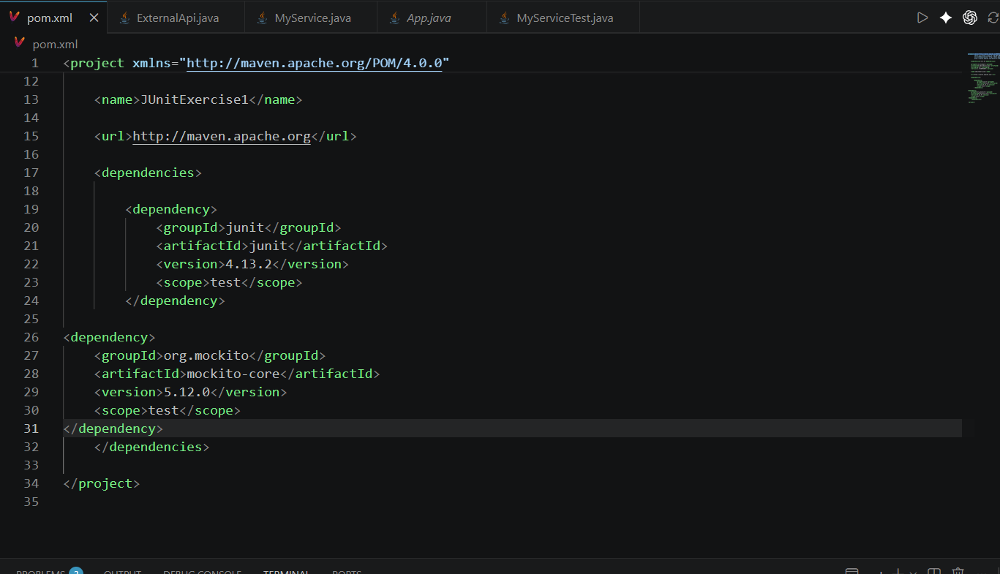 pom.xml ExternalApi.java MyService.java App.java MyServiceTest.java
pom.xml
1 <project xmlns="http://maven.apache.org/POM/4.0.0"
12
13 <name>JUnitExercise1</name>
14
15 <url>http://maven.apache.org</url>
16
17 <dependencies>
18
19 <dependency>
20 <groupId>junit</groupId>
21 <artifactId>junit</artifactId>
22 <version>4.13.2</version>
23 <scope>test</scope>
24 </dependency>
25
26 <dependency>
27 <groupId>org.mockito</groupId>
28 <artifactId>mockito-core</artifactId>
29 <version>5.12.0</version>
30 <scope>test</scope>
31 </dependency>
32 </dependencies>
33
34 </project>
35
PROBLEMS OUTPUT DEBUG CONSOLE TERMINAL PORTS